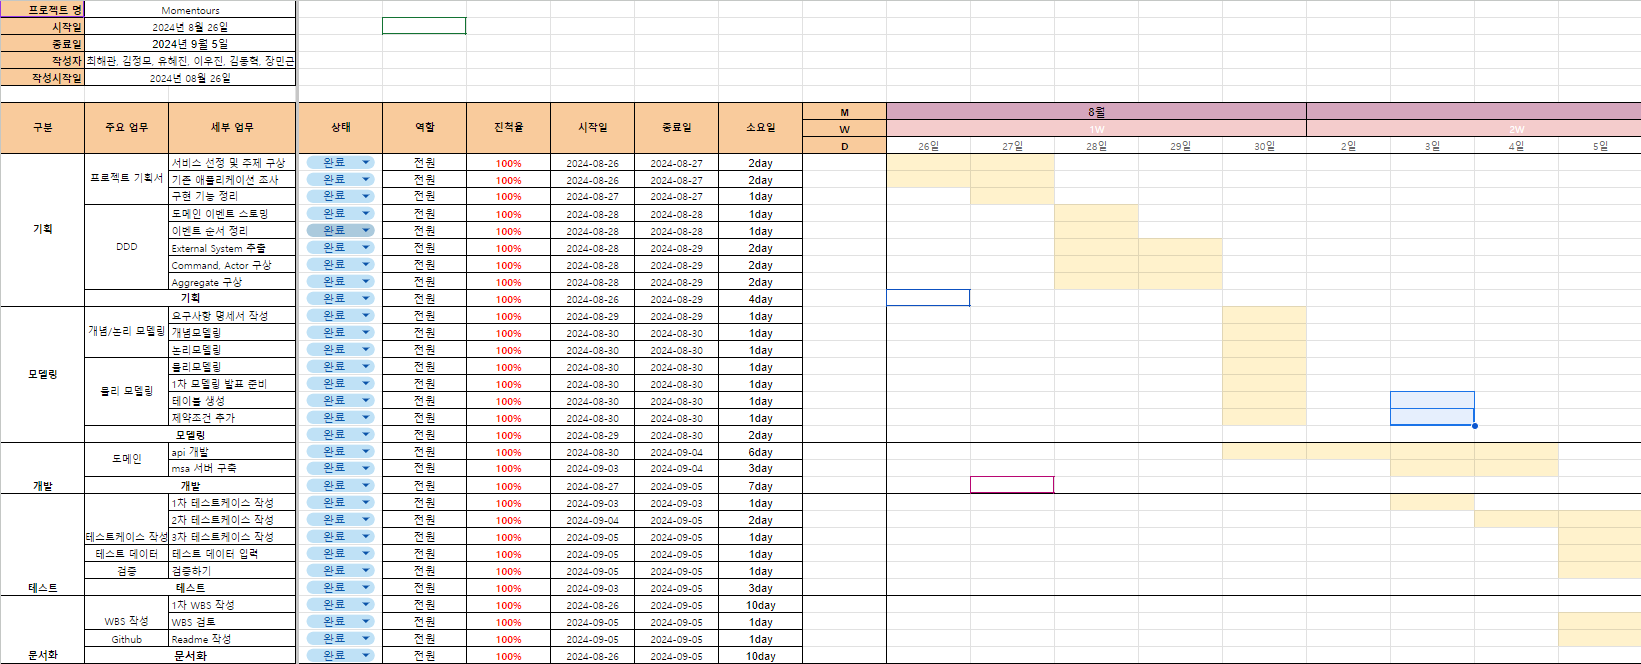 프로젝트 명 Momentours
시작일 2024년 8월 26일
종료일 2024년 9월 5일
작성자 최해관, 김정모, 유혜진, 이우진, 김동혁, 장민근
작성시작일 2024년 08월 26일
구분 주요 업무 세부 업무 상태 역할 진척율 시작일 종료일 소요일 M 8월
W 1W 2W
D 26일 27일 28일 29일 30일 2일 3일 4일 5일
기획 프로젝트 기획서 서비스 선정 및 주제 구상 완료 전원 100% 2024-08-26 2024-08-27 2day
기존 애플리케이션 조사 완료 전원 100% 2024-08-26 2024-08-27 2day
구현 기능 정리 완료 전원 100% 2024-08-27 2024-08-27 1day
DDD 도메인 이벤트 스토밍 완료 전원 100% 2024-08-28 2024-08-28 1day
이벤트 순서 정리 완료 전원 100% 2024-08-28 2024-08-28 1day
External System 추출 완료 전원 100% 2024-08-28 2024-08-29 2day
Command, Actor 구상 완료 전원 100% 2024-08-28 2024-08-29 2day
Aggregate 구상 완료 전원 100% 2024-08-28 2024-08-29 2day
기획 완료 전원 100% 2024-08-26 2024-08-29 4day
모델링 개념/논리 모델링 요구사항 명세서 작성 완료 전원 100% 2024-08-29 2024-08-29 1day
개념모델링 완료 전원 100% 2024-08-30 2024-08-30 1day
논리모델링 완료 전원 100% 2024-08-30 2024-08-30 1day
물리 모델링 물리모델링 완료 전원 100% 2024-08-30 2024-08-30 1day
1차 모델링 발표 준비 완료 전원 100% 2024-08-30 2024-08-30 1day
테이블 생성 완료 전원 100% 2024-08-30 2024-08-30 1day
제약조건 추가 완료 전원 100% 2024-08-30 2024-08-30 1day
모델링 완료 전원 100% 2024-08-29 2024-08-30 2day
개발 도메인 api 개발 완료 전원 100% 2024-08-30 2024-09-04 6day
msa 서버 구축 완료 전원 100% 2024-09-03 2024-09-04 3day
개발 완료 전원 100% 2024-08-27 2024-09-05 7day
테스트 테스트케이스 작성 1차 테스트케이스 작성 완료 전원 100% 2024-09-03 2024-09-03 1day
2차 테스트케이스 작성 완료 전원 100% 2024-09-04 2024-09-05 2day
3차 테스트케이스 작성 완료 전원 100% 2024-09-05 2024-09-05 1day
테스트 데이터 테스트 데이터 입력 완료 전원 100% 2024-09-05 2024-09-05 1day
검증 검증하기 완료 전원 100% 2024-09-05 2024-09-05 1day
테스트 완료 전원 100% 2024-09-03 2024-09-05 3day
문서화 WBS 작성 1차 WBS 작성 완료 전원 100% 2024-08-26 2024-09-05 10day
WBS 검토 완료 전원 100% 2024-09-05 2024-09-05 1day
Github Readme 작성 완료 전원 100% 2024-09-05 2024-09-05 1day
문서화 완료 전원 100% 2024-08-26 2024-09-05 10day